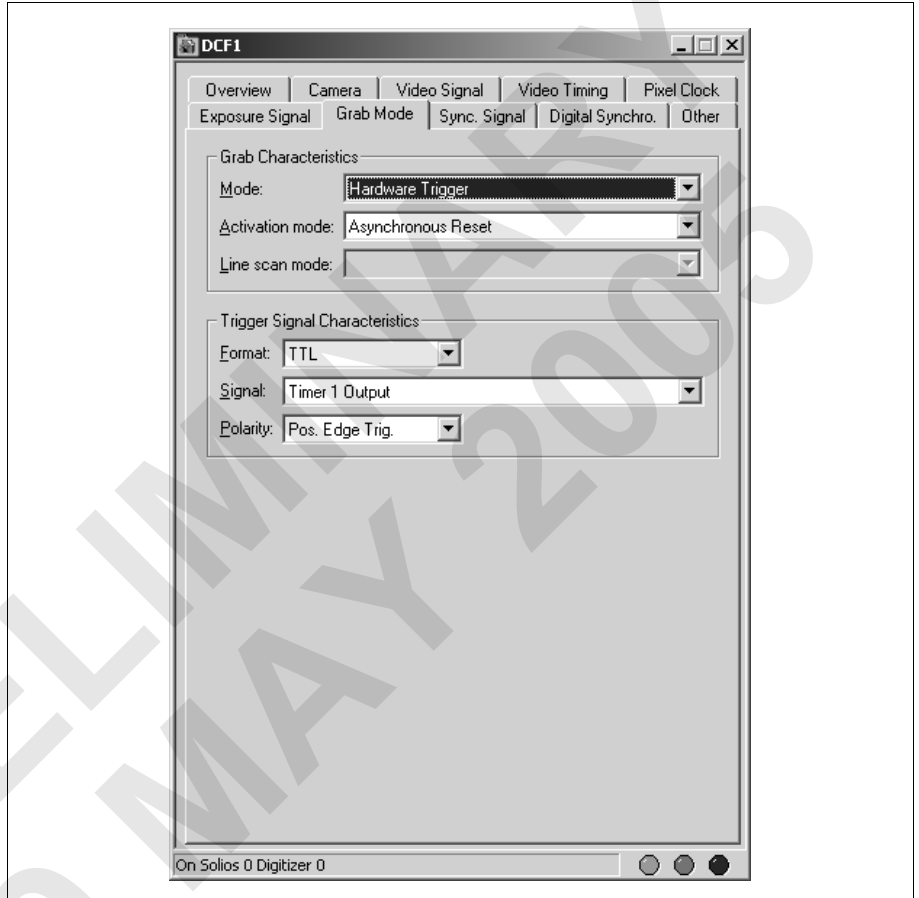 DCF1
Overview Camera Video Signal Video Timing Pixel Clock
Exposure Signal Grab Mode Sync. Signal Digital Synchro. Other
Grab Characteristics
Mode: Hardware Trigger
Activation mode: Asynchronous Reset
Line scan mode:
Trigger Signal Characteristics
Format: TTL
Signal: Timer 1 Output
Polarity: Pos. Edge Trig.
On Solios 0 Digitizer 0
ELIMINARY
MAY 2005